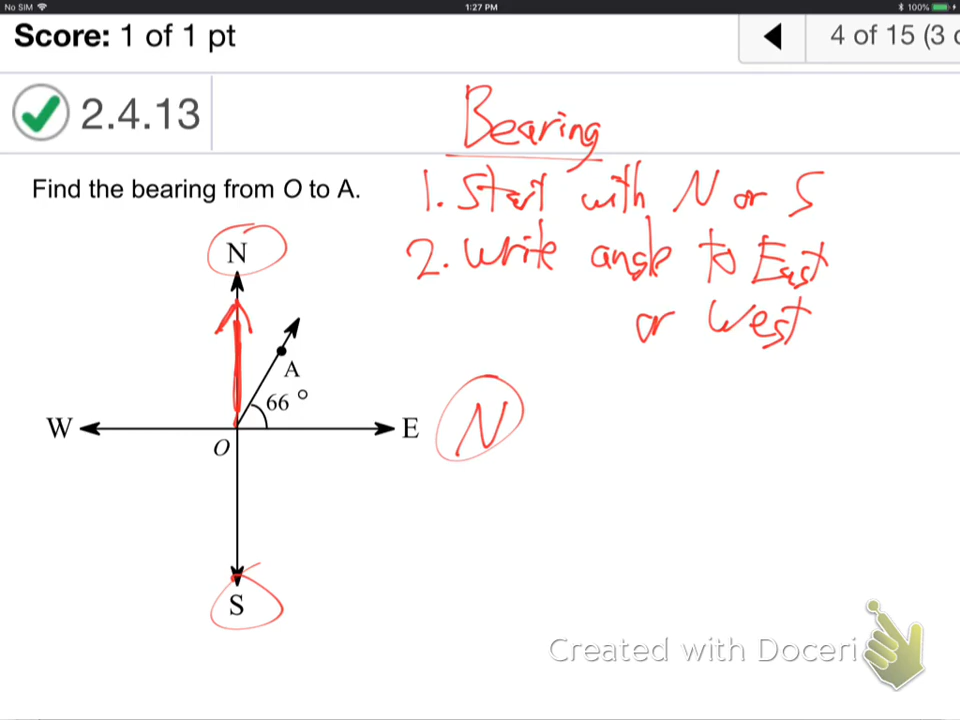 No SIM 1:27 PM 100%
Score: 1 of 1 pt
4 of 15 (3
2.4.13
Bearing
Find the bearing from O to A.
1. Start with N or S
2. Write angle to East
or West
N
A
66 °
W
E
N
O
S
Created with Doceri